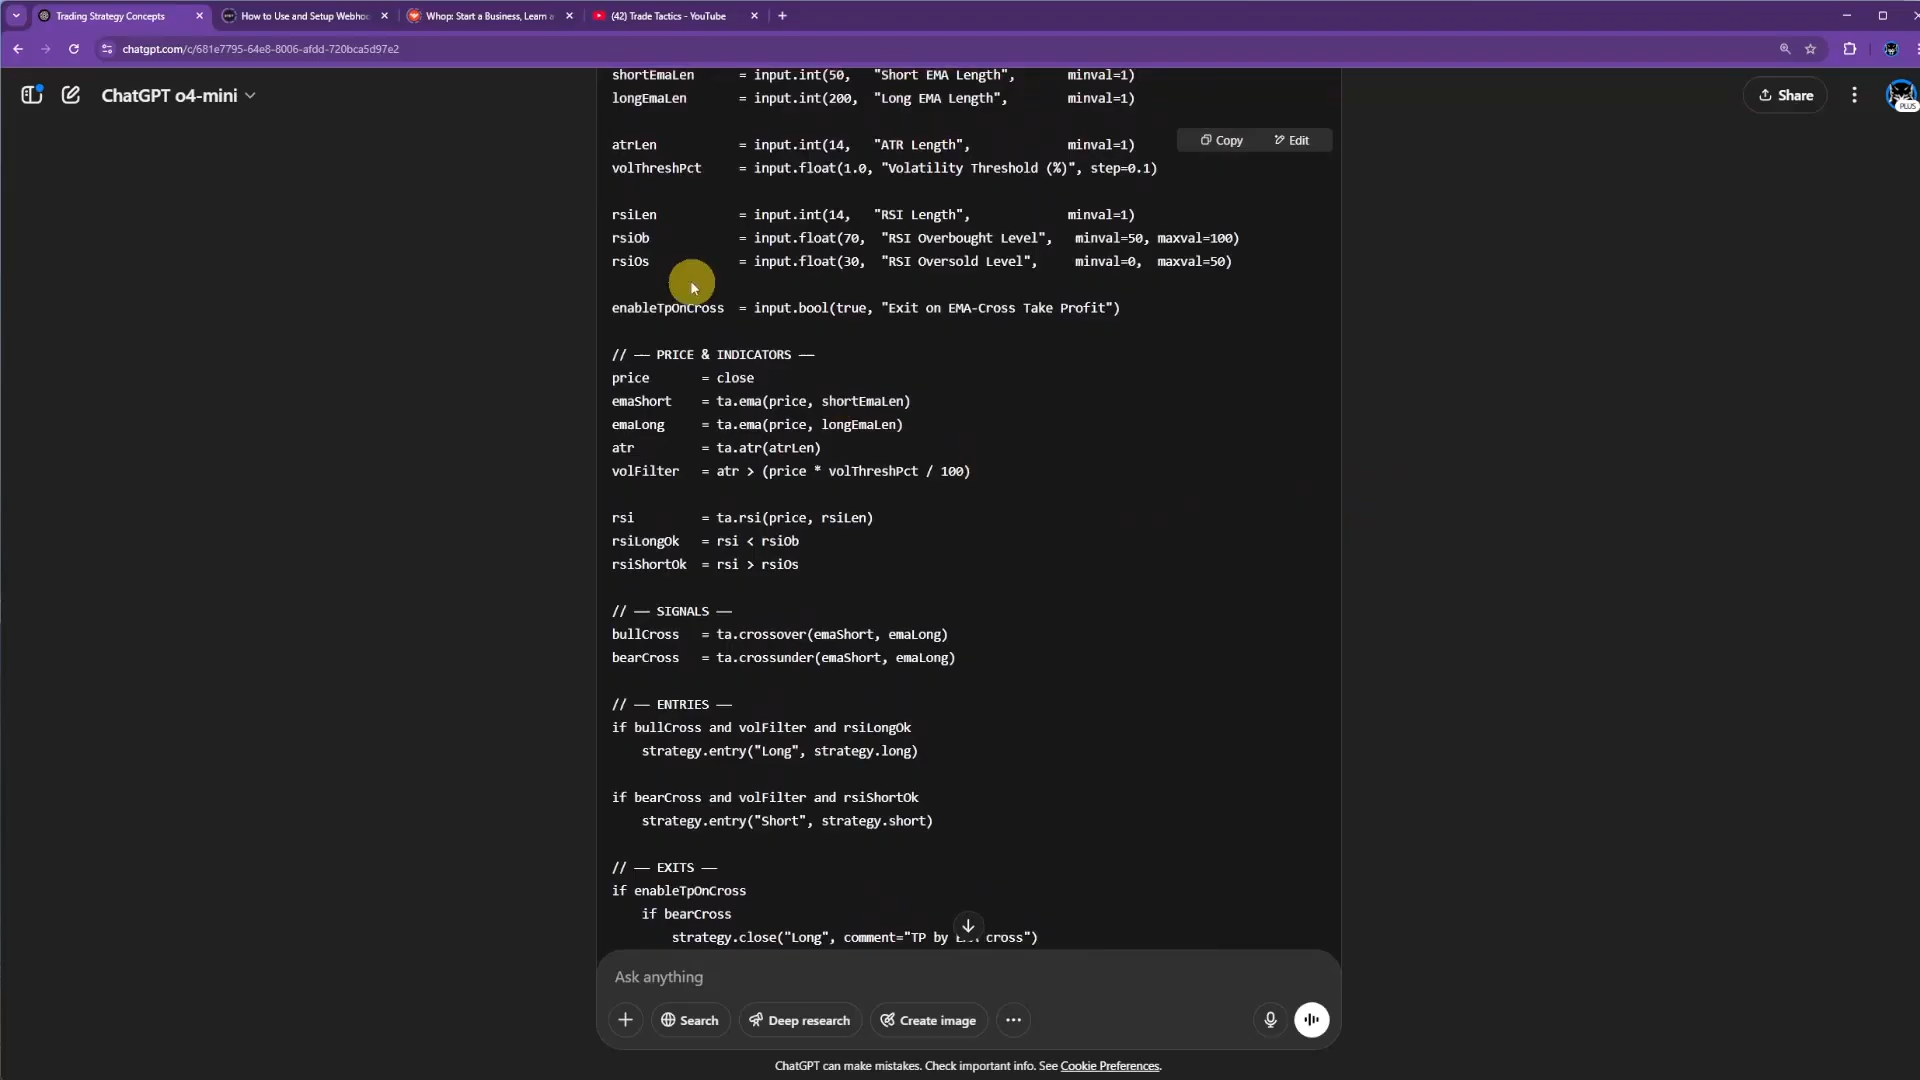 Trading Strategy Concepts
How to Use and Setup Webhoo
Whop: Start a Business, Learn a
(42) Trade Tactics - YouTube
chatgpt.com/c/681e7795-64e8-8006-afdd-720bca5d97e2
ChatGPT o4-mini
Share
PLUS
Copy
Edit
shortEmaLen = input.int(50, "Short EMA Length", minval=1)
longEmaLen = input.int(200, "Long EMA Length", minval=1)
atrLen = input.int(14, "ATR Length", minval=1)
volThreshPct = input.float(1.0, "Volatility Threshold (%)", step=0.1)
rsiLen = input.int(14, "RSI Length", minval=1)
rsiOb = input.float(70, "RSI Overbought Level", minval=50, maxval=100)
rsiOs = input.float(30, "RSI Oversold Level", minval=0, maxval=50)
enableTpOnCross = input.bool(true, "Exit on EMA-Cross Take Profit")
// —— PRICE & INDICATORS ——
price = close
emaShort = ta.ema(price, shortEmaLen)
emaLong = ta.ema(price, longEmaLen)
atr = ta.atr(atrLen)
volFilter = atr > (price * volThreshPct / 100)
rsi = ta.rsi(price, rsiLen)
rsiLongOk = rsi < rsiOb
rsiShortOk = rsi > rsiOs
// —— SIGNALS ——
bullCross = ta.crossover(emaShort, emaLong)
bearCross = ta.crossunder(emaShort, emaLong)
// —— ENTRIES ——
if bullCross and volFilter and rsiLongOk
strategy.entry("Long", strategy.long)
if bearCross and volFilter and rsiShortOk
strategy.entry("Short", strategy.short)
// —— EXITS ——
if enableTpOnCross
if bearCross
strategy.close("Long", comment="TP by cross")
Ask anything
Search
Deep research
Create image
ChatGPT can make mistakes. Check important info. See Cookie Preferences.